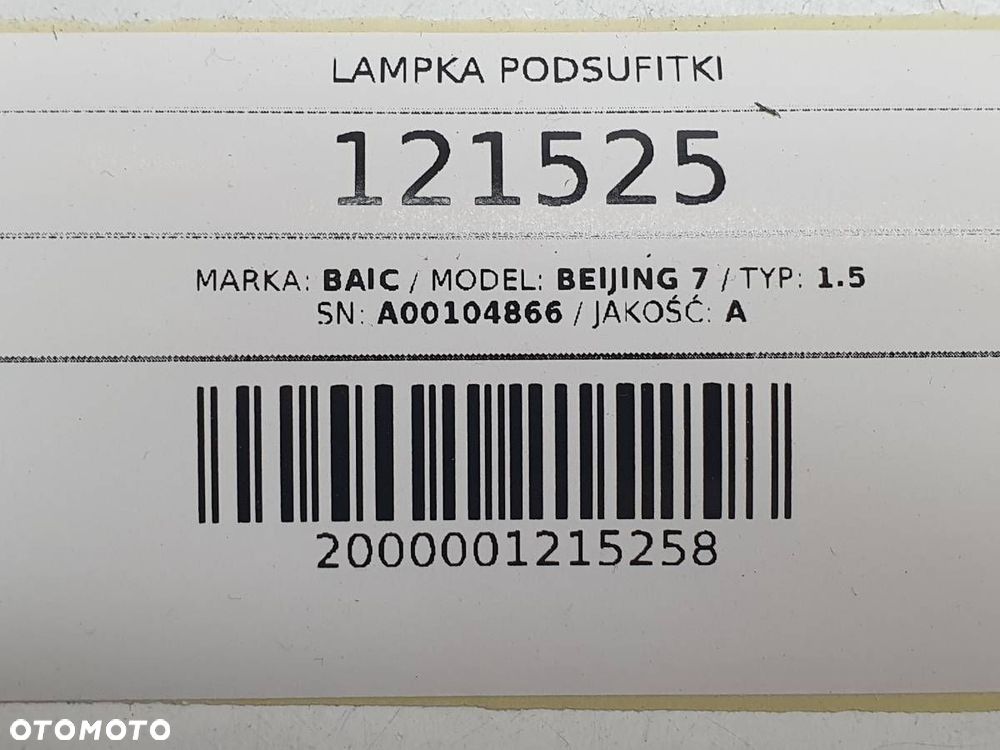 LAMPKA PODSUFITKI
121525
MARKA: BAIC / MODEL: BEIJING 7 / TYP: 1.5
SN: A00104866 / JAKOŚĆ: A
2000001215258
OTOMOTO